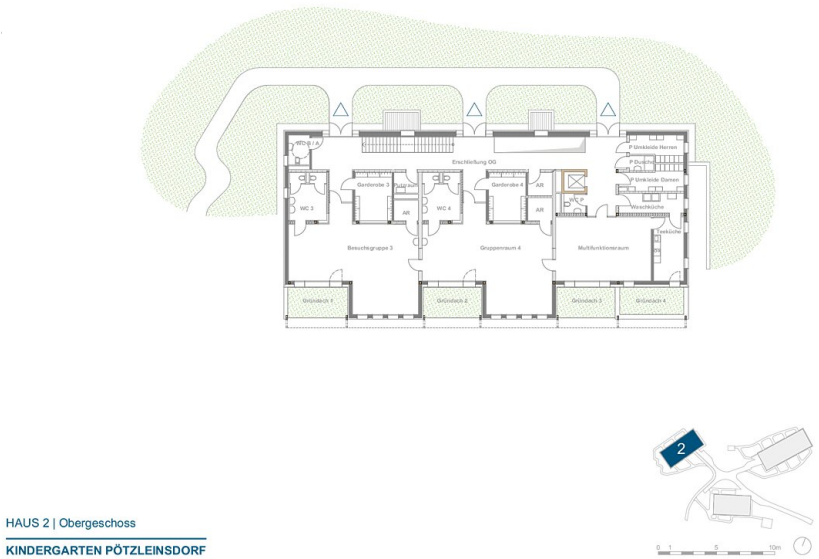 WC B / A
Erschließung OG
P Umkleide Herren
P Dusche
P Umkleide Damen
Garderobe 3
Putzraum
Garderobe 4
AR
WC 3
AR
WC 4
AR
WC P
Waschküche
Teeküche
Besuchsgruppe 3
Gruppenraum 4
Multifunktionsraum
Gründach 1
Gründach 2
Gründach 3
Gründach 4
2
HAUS 2 | Obergeschoss
KINDERGARTEN PÖTZLEINSDORF
0 1 5 10m